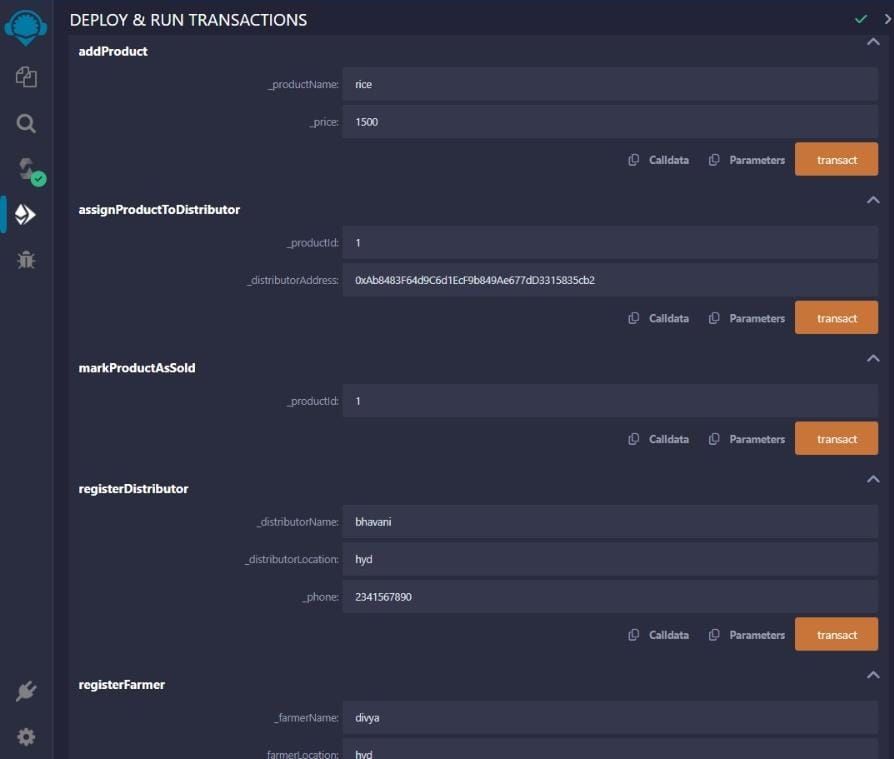 DEPLOY & RUN TRANSACTIONS
addProduct
_productName: rice
_price: 1500
Calldata Parameters transact
assignProductToDistributor
_productId: 1
_distributorAddress: 0xAb8483F64d9C6d1EcF9b849Ae677dD3315835cb2
Calldata Parameters transact
markProductAsSold
_productId: 1
Calldata Parameters transact
registerDistributor
_distributorName: bhavani
_distributorLocation: hyd
_phone: 2341567890
Calldata Parameters transact
registerFarmer
_farmerName: divya
_farmerLocation: hyd